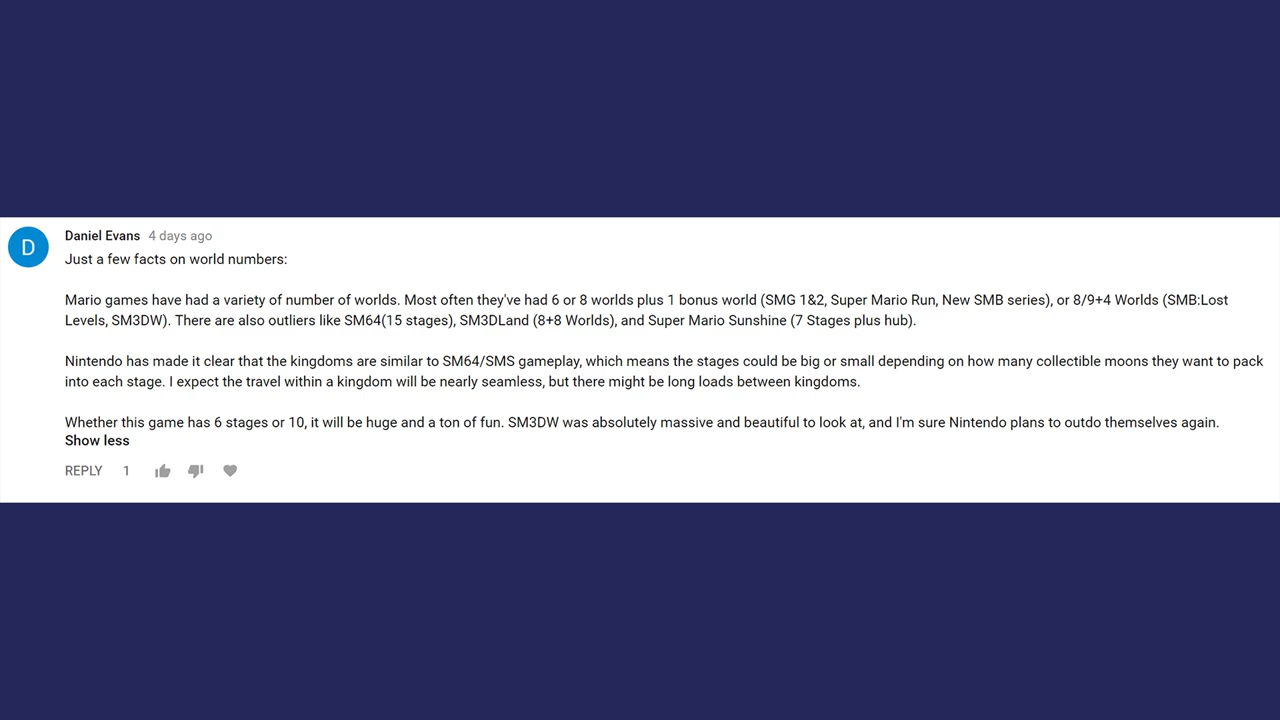 D
Daniel Evans 4 days ago
Just a few facts on world numbers:
Mario games have had a variety of number of worlds. Most often they've had 6 or 8 worlds plus 1 bonus world (SMG 1&2, Super Mario Run, New SMB series), or 8/9+4 Worlds (SMB:Lost
Levels, SM3DW). There are also outliers like SM64(15 stages), SM3DLand (8+8 Worlds), and Super Mario Sunshine (7 Stages plus hub).
Nintendo has made it clear that the kingdoms are similar to SM64/SMS gameplay, which means the stages could be big or small depending on how many collectible moons they want to pack
into each stage. I expect the travel within a kingdom will be nearly seamless, but there might be long loads between kingdoms.
Whether this game has 6 stages or 10, it will be huge and a ton of fun. SM3DW was absolutely massive and beautiful to look at, and I'm sure Nintendo plans to outdo themselves again.
Show less
REPLY 1